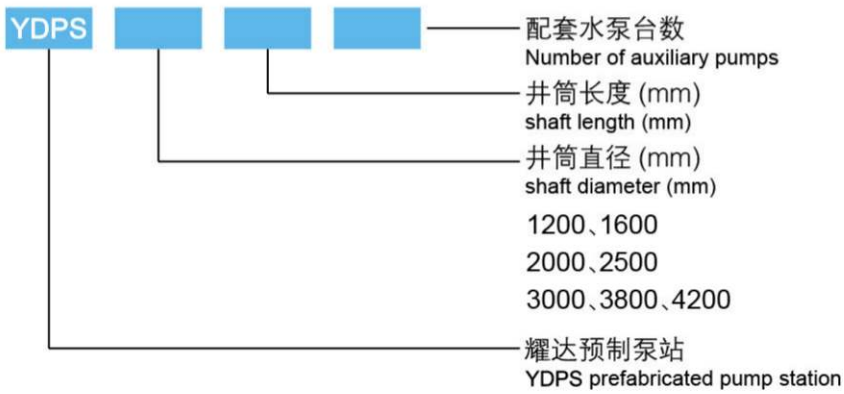 YDPS
配套水泵台数
Number of auxiliary pumps
井筒长度 (mm)
shaft length (mm)
井筒直径 (mm)
shaft diameter (mm)
1200、1600
2000、2500
3000、3800、4200
耀达预制泵站
YDPS prefabricated pump station